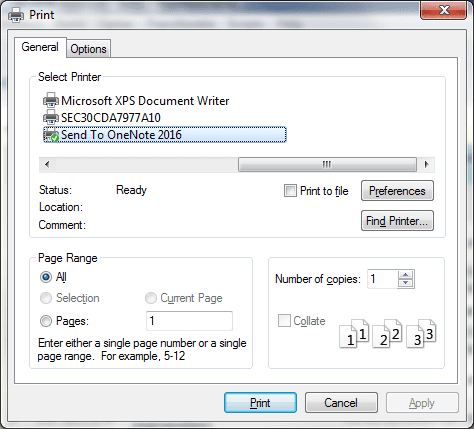 Print
General Options
Select Printer
Microsoft XPS Document Writer
SEC30CDA7977A10
Send To OneNote 2016
Status: Ready Print to file Preferences
Location:
Find Printer...
Comment:
Page Range
All
Number of copies: 1
Selection Current Page
Pages: 1
Collate
1 1 2 2 3 3
Enter either a single page number or a single
page range. For example, 5-12
Print Cancel Apply